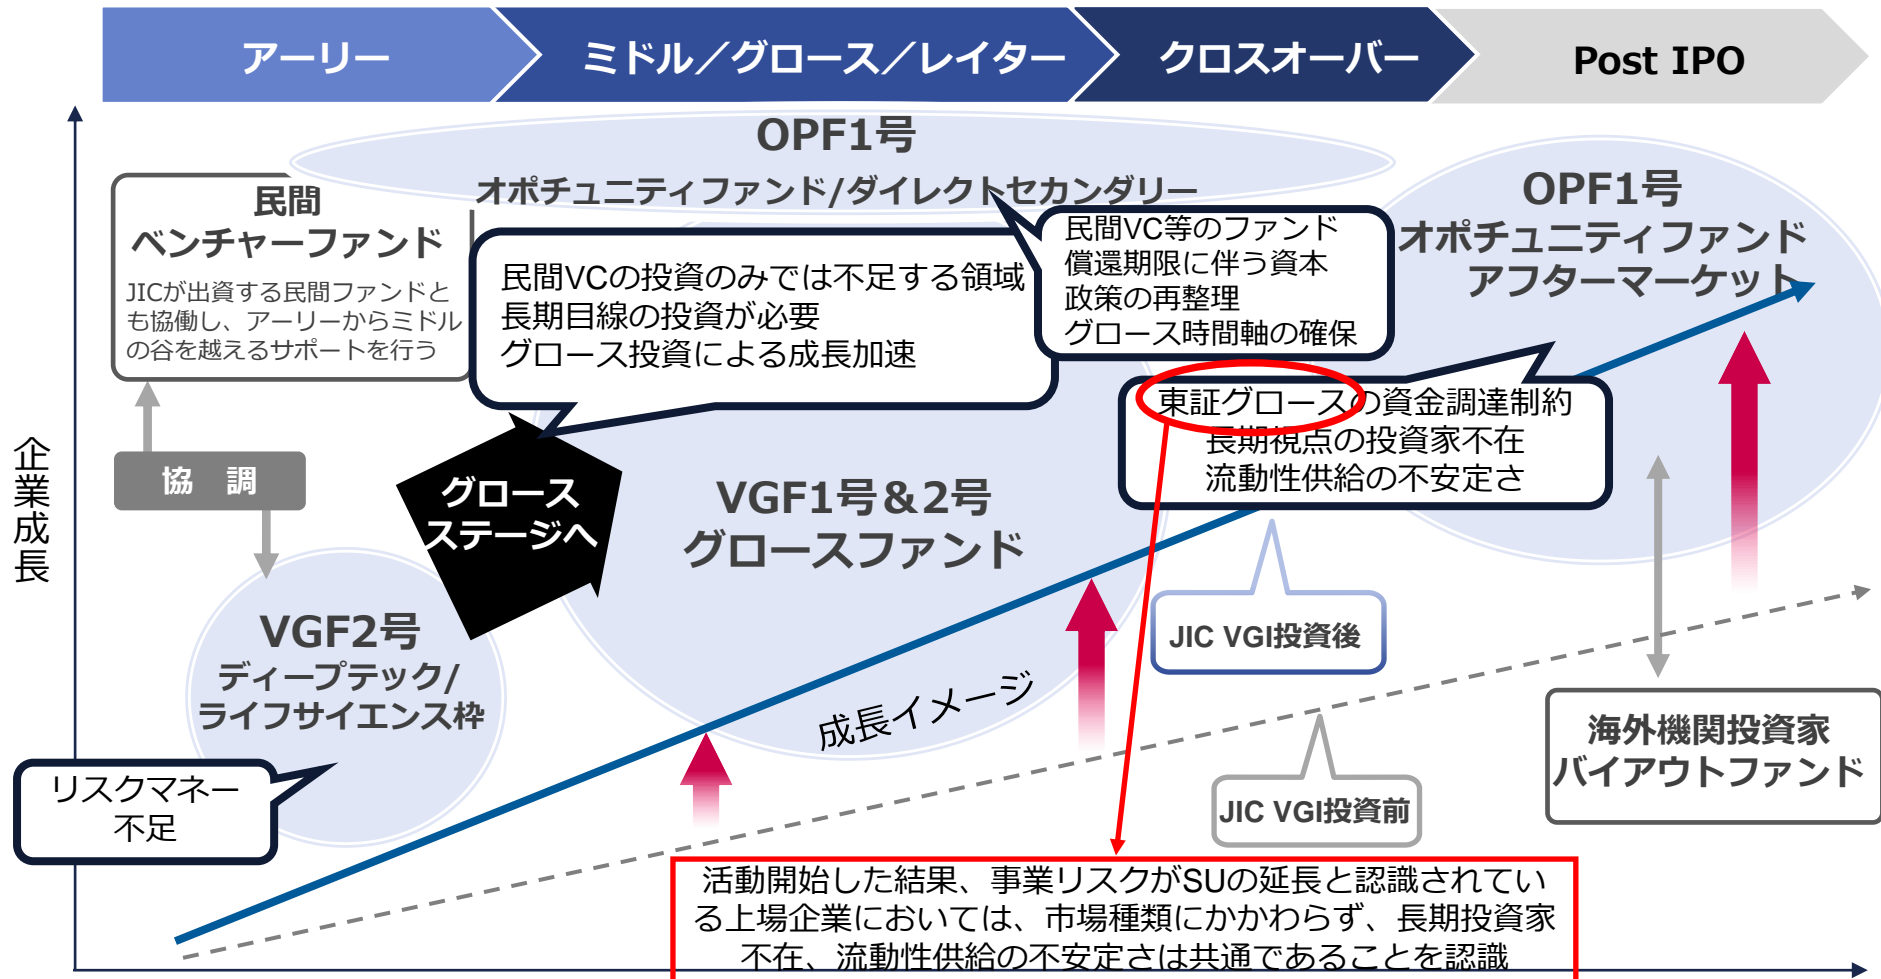 アーリー
ミドル／グロース／レイター
クロスオーバー
Post IPO
OPF1号
オポチュニティファンド/ダイレクトセカンダリー
民間
ベンチャーファンド
JICが出資する民間ファンドと
も協働し、アーリーからミドル
の谷を越えるサポートを行う
民間VCの投資のみでは不足する領域
長期目線の投資が必要
グロース投資による成長加速
民間VC等のファンド
償還期限に伴う資本
政策の再整理
グロース時間軸の確保
OPF1号
オポチュニティファンド
アフターマーケット
東証グロースの資金調達制約
長期視点の投資家不在
流動性供給の不安定さ
企業成長
協 調
グロース
ステージへ
VGF1号＆2号
グロースファンド
VGF2号
ディープテック/
ライフサイエンス枠
リスクマネー
不足
成長イメージ
JIC VGI投資後
JIC VGI投資前
海外機関投資家
バイアウトファンド
活動開始した結果、事業リスクがSUの延長と認識されてい
る上場企業においては、市場種類にかかわらず、長期投資家
不在、流動性供給の不安定さは共通であることを認識